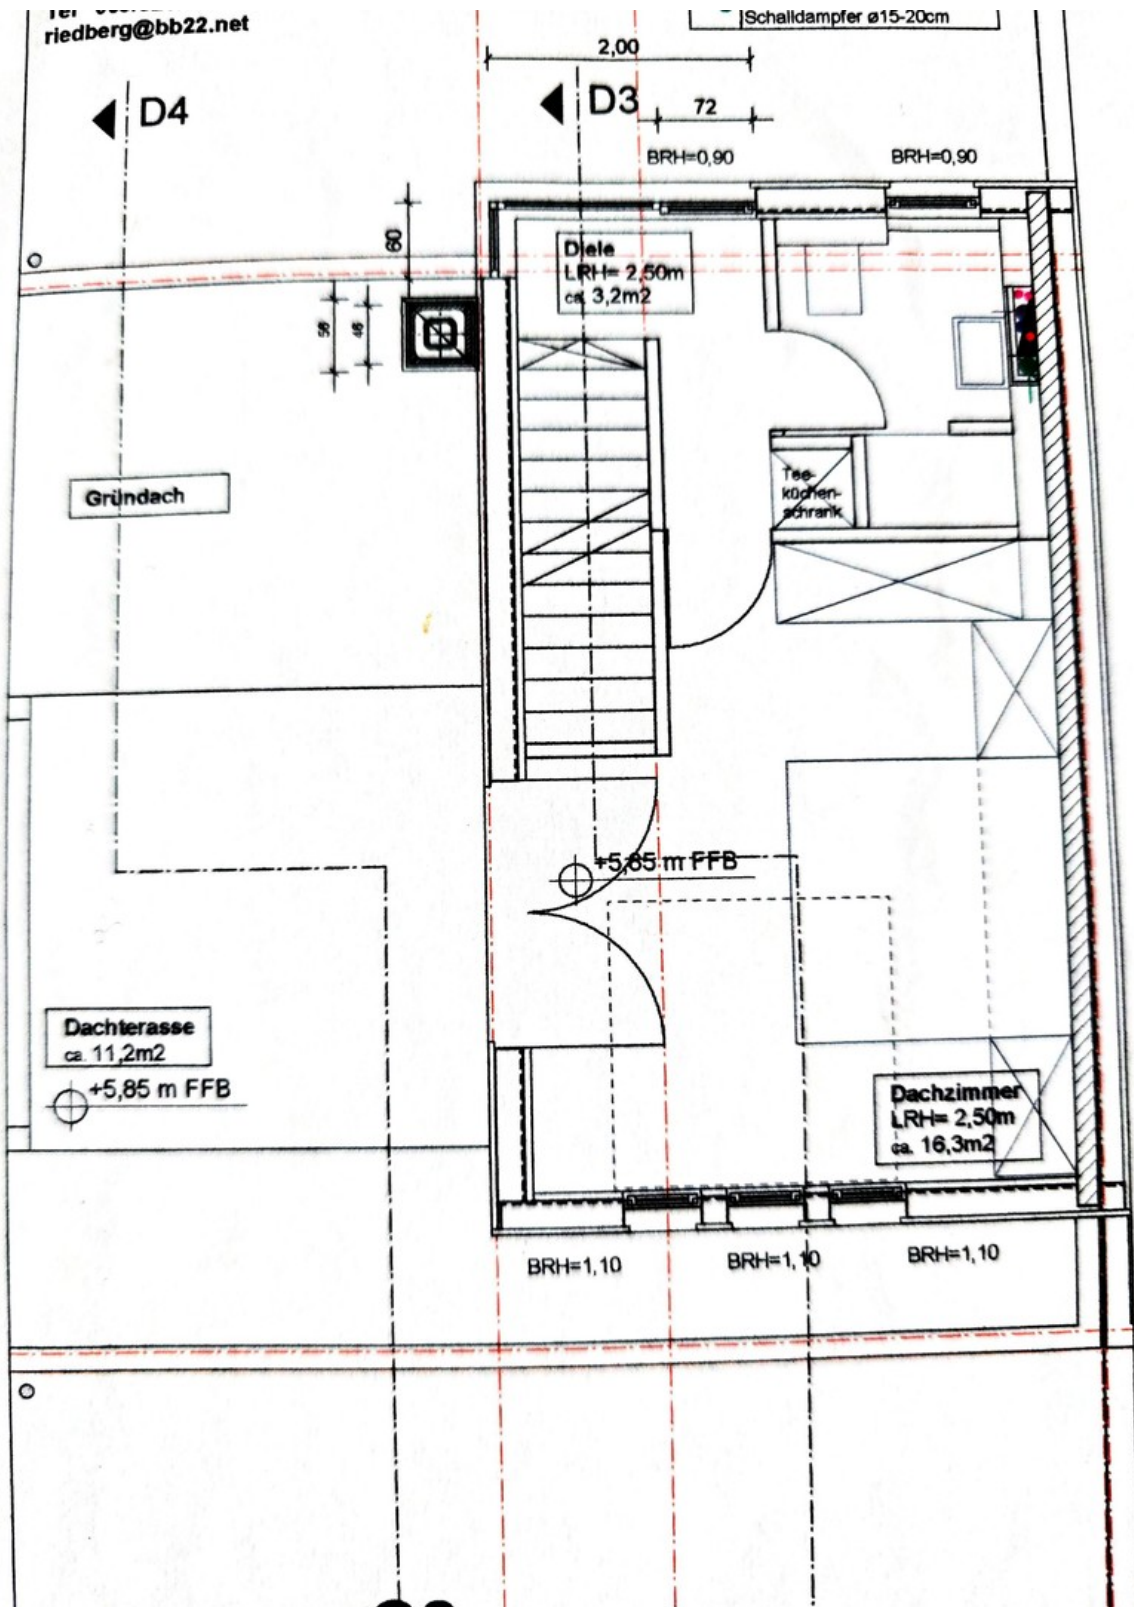 riedberg@bb22.net
Schalldämpfer ø15-20cm
2,00
D4
D3
72
BRH=0,90
BRH=0,90
60
Diele
LRH= 2,50m
ca. 3,2m2
56
46
Gründach
Tee-
küchen-
schrank
+5,85 m FFB
Dachterasse
ca. 11,2m2
+5,85 m FFB
Dachzimmer
LRH= 2,50m
ca. 16,3m2
BRH=1,10
BRH=1,10
BRH=1,10